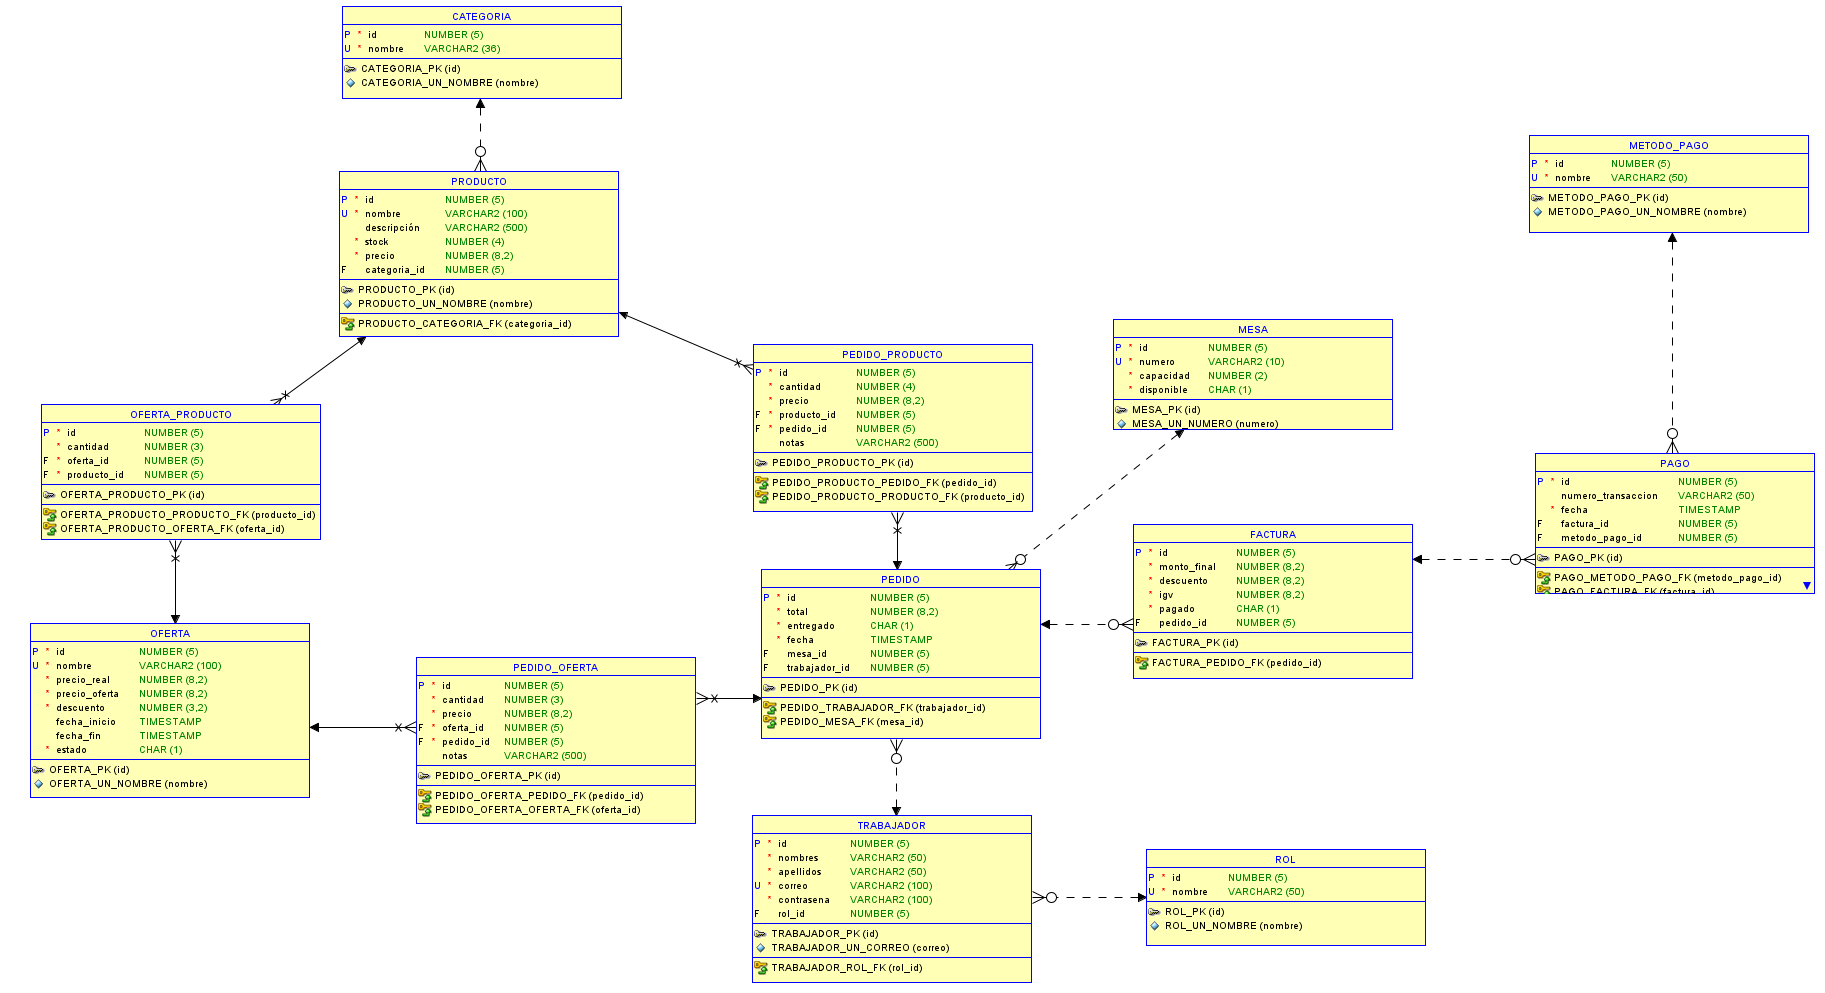 CATEGORIA
P * id NUMBER (5)
U * nombre VARCHAR2 (36)
CATEGORIA_PK (id)
CATEGORIA_UN_NOMBRE (nombre)
PRODUCTO
P * id NUMBER (5)
U * nombre VARCHAR2 (100)
descripción VARCHAR2 (500)
* stock NUMBER (4)
* precio NUMBER (8,2)
F categoria_id NUMBER (5)
PRODUCTO_PK (id)
PRODUCTO_UN_NOMBRE (nombre)
PRODUCTO_CATEGORIA_FK (categoria_id)
METODO_PAGO
P * id NUMBER (5)
U * nombre VARCHAR2 (50)
METODO_PAGO_PK (id)
METODO_PAGO_UN_NOMBRE (nombre)
MESA
P * id NUMBER (5)
U * numero VARCHAR2 (10)
* capacidad NUMBER (2)
* disponible CHAR (1)
MESA_PK (id)
MESA_UN_NUMERO (numero)
PEDIDO_PRODUCTO
P * id NUMBER (5)
* cantidad NUMBER (4)
* precio NUMBER (8,2)
F * producto_id NUMBER (5)
F * pedido_id NUMBER (5)
notas VARCHAR2 (500)
PEDIDO_PRODUCTO_PK (id)
PEDIDO_PRODUCTO_PEDIDO_FK (pedido_id)
PEDIDO_PRODUCTO_PRODUCTO_FK (producto_id)
OFERTA_PRODUCTO
P * id NUMBER (5)
* cantidad NUMBER (3)
F * oferta_id NUMBER (5)
F * producto_id NUMBER (5)
OFERTA_PRODUCTO_PK (id)
OFERTA_PRODUCTO_PRODUCTO_FK (producto_id)
OFERTA_PRODUCTO_OFERTA_FK (oferta_id)
PAGO
P * id NUMBER (5)
numero_transaccion VARCHAR2 (50)
* fecha TIMESTAMP
F factura_id NUMBER (5)
F metodo_pago_id NUMBER (5)
PAGO_PK (id)
PAGO_METODO_PAGO_FK (metodo_pago_id)
PAGO_FACTURA_FK (factura_id)
FACTURA
P * id NUMBER (5)
* monto_final NUMBER (8,2)
* descuento NUMBER (8,2)
* igv NUMBER (8,2)
* pagado CHAR (1)
F pedido_id NUMBER (5)
FACTURA_PK (id)
FACTURA_PEDIDO_FK (pedido_id)
PEDIDO
P * id NUMBER (5)
* total NUMBER (8,2)
* entregado CHAR (1)
* fecha TIMESTAMP
F mesa_id NUMBER (5)
F trabajador_id NUMBER (5)
PEDIDO_PK (id)
PEDIDO_TRABAJADOR_FK (trabajador_id)
PEDIDO_MESA_FK (mesa_id)
OFERTA
P * id NUMBER (5)
U * nombre VARCHAR2 (100)
* precio_real NUMBER (8,2)
* precio_oferta NUMBER (8,2)
* descuento NUMBER (3,2)
fecha_inicio TIMESTAMP
fecha_fin TIMESTAMP
* estado CHAR (1)
OFERTA_PK (id)
OFERTA_UN_NOMBRE (nombre)
PEDIDO_OFERTA
P * id NUMBER (5)
* cantidad NUMBER (3)
* precio NUMBER (8,2)
F * oferta_id NUMBER (5)
F * pedido_id NUMBER (5)
notas VARCHAR2 (500)
PEDIDO_OFERTA_PK (id)
PEDIDO_OFERTA_PEDIDO_FK (pedido_id)
PEDIDO_OFERTA_OFERTA_FK (oferta_id)
TRABAJADOR
P * id NUMBER (5)
* nombres VARCHAR2 (50)
* apellidos VARCHAR2 (50)
U * correo VARCHAR2 (100)
* contrasena VARCHAR2 (100)
F rol_id NUMBER (5)
TRABAJADOR_PK (id)
TRABAJADOR_UN_CORREO (correo)
TRABAJADOR_ROL_FK (rol_id)
ROL
P * id NUMBER (5)
U * nombre VARCHAR2 (50)
ROL_PK (id)
ROL_UN_NOMBRE (nombre)